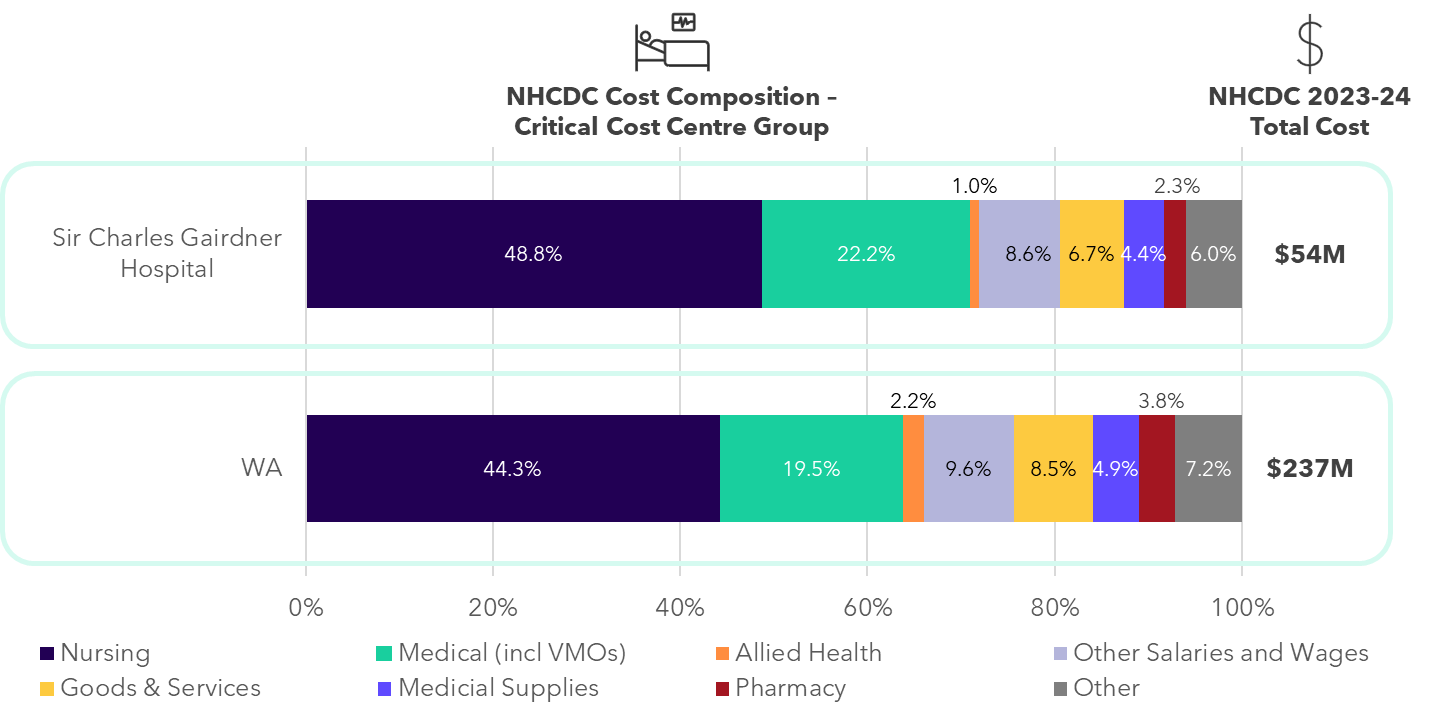 NHCDC Cost Composition –
Critical Cost Centre Group
NHCDC 2023-24
Total Cost
Sir Charles Gairdner
Hospital
48.8%
22.2%
1.0%
8.6%
6.7%
4.4%
2.3%
6.0%
$54M
WA
44.3%
19.5%
2.2%
9.6%
8.5%
4.9%
3.8%
7.2%
$237M
0% 20% 40% 60% 80% 100%
Nursing Medical (incl VMOs) Allied Health Other Salaries and Wages
Goods & Services Medicial Supplies Pharmacy Other